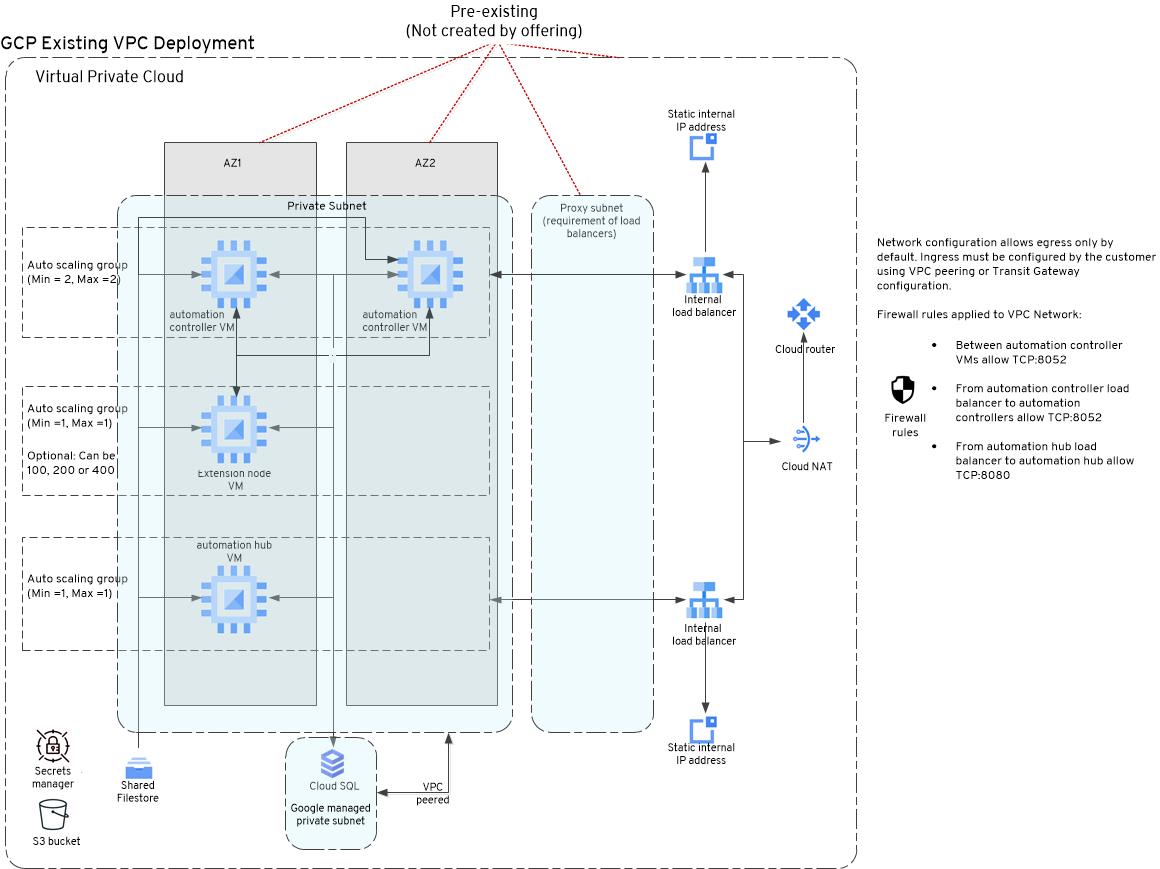 Pre-existing
(Not created by offering)
GCP Existing VPC Deployment
Virtual Private Cloud
Static internal
IP address
AZ1
AZ2
Private Subnet
Proxy subnet
(requirement of load
balancers)
Auto scaling group
(Min = 2, Max =2)
automation
controller VM
automation
controller VM
Internal
load balancer
Cloud router
Network configuration allows egress only by
default. Ingress must be configured by the customer
using VPC peering or Transit Gateway
configuration.
Firewall rules applied to VPC Network:
• Between automation controller
VMs allow TCP:8052
• From automation controller load
balancer to automation
controllers allow TCP:8052
• From automation hub load
balancer to automation hub allow
TCP:8080
Firewall
rules
Auto scaling group
(Min =1, Max =1)
Optional: Can be
100, 200 or 400
Extension node
VM
Cloud NAT
automation hub
VM
Auto scaling group
(Min =1, Max =1)
Internal
load balancer
Static internal
IP address
Secrets
manager
Shared
Filestore
S3 bucket
Cloud SQL
Google managed
private subnet
VPC
peered